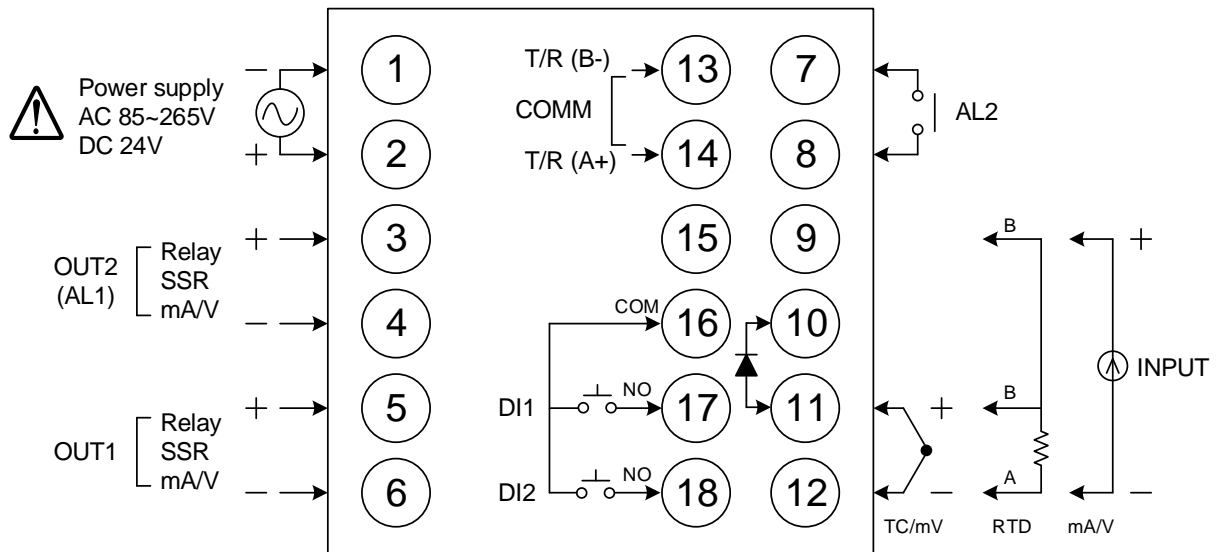 Power supply
AC 85~265V
DC 24V
OUT2
(AL1)
Relay
SSR
mA/V
OUT1
Relay
SSR
mA/V
−
+
+
−
+
−
1
2
3
4
5
6
T/R (B-)
COMM
T/R (A+)
COM
DI1
NO
DI2
NO
13
14
15
16
17
18
7
8
9
10
11
12
AL2
+
−
TC/mV
B
B
A
RTD
+
−
mA/V
INPUT